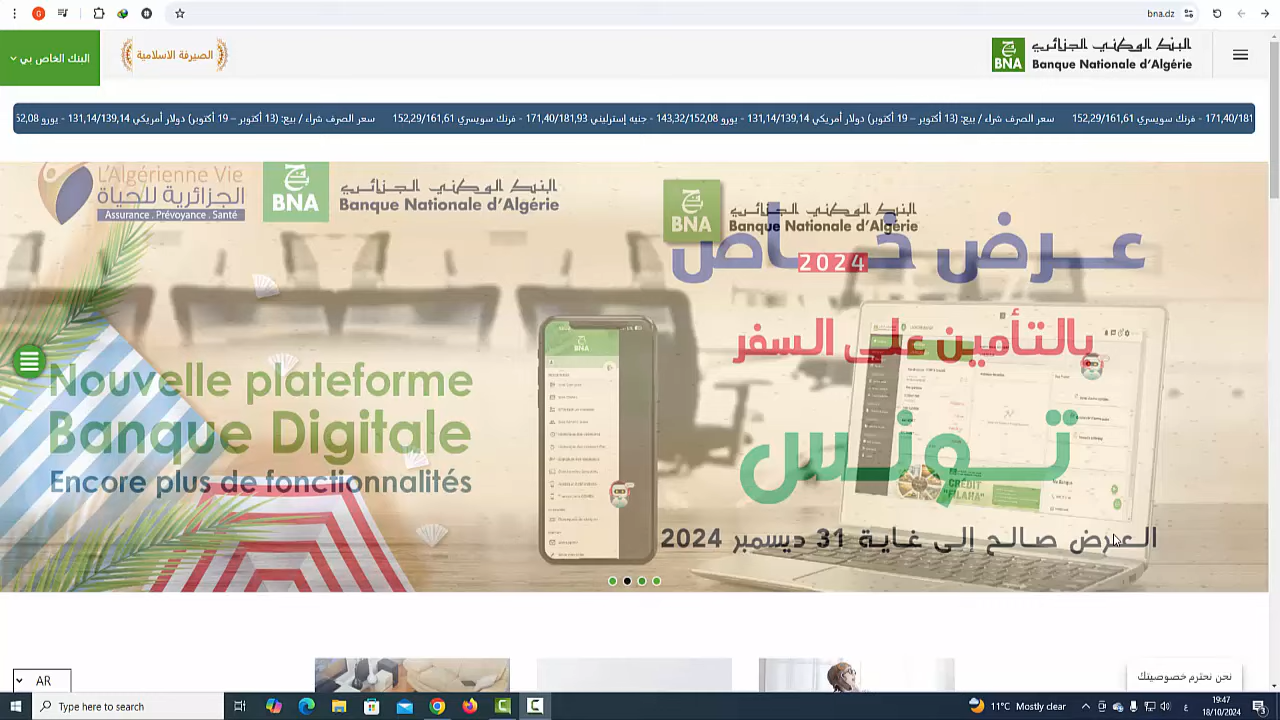 bna.dz
البنك الخاص بي
الصيرفة الاسلامية
البنك الوطني الجزائري
BNA
Banque Nationale d'Algérie
سعر الصرف شراء / بيع: (13 أكتوبر – 19 أكتوبر) دولار أمريكي 131,14/139,14 - يورو 52,08
171,40/181 - فرنك سويسري 152,29/161,61 سعر الصرف شراء / بيع: (13 أكتوبر – 19 أكتوبر) دولار أمريكي 131,14/139,14 - يورو 143,32/152,08 - جنيه إسترليني 171,40/181,93 - فرنك سويسري 152,29/161,61
L'Algérienne Vie
الجزائرية للحياة
Assurance . Prévoyance . Santé
BNA
البنك الوطني الجزائري
Banque Nationale d'Algérie
BNA
البنك الوطني الجزائري
Banque Nationale d'Algérie
عرض خاص
2024
بالتأمين على السفر
تونس
العرض صالح إلى غاية 31 ديسمبر 2024
Nouvelle plateforme
Banque Digitale
Encore plus de fonctionnalités
BNA
CRÉDIT
"FILAHA"
AR
نحن نحترم خصوصيتك
Type here to search
11°C Mostly clear
ع
19:47
18/10/2024
3